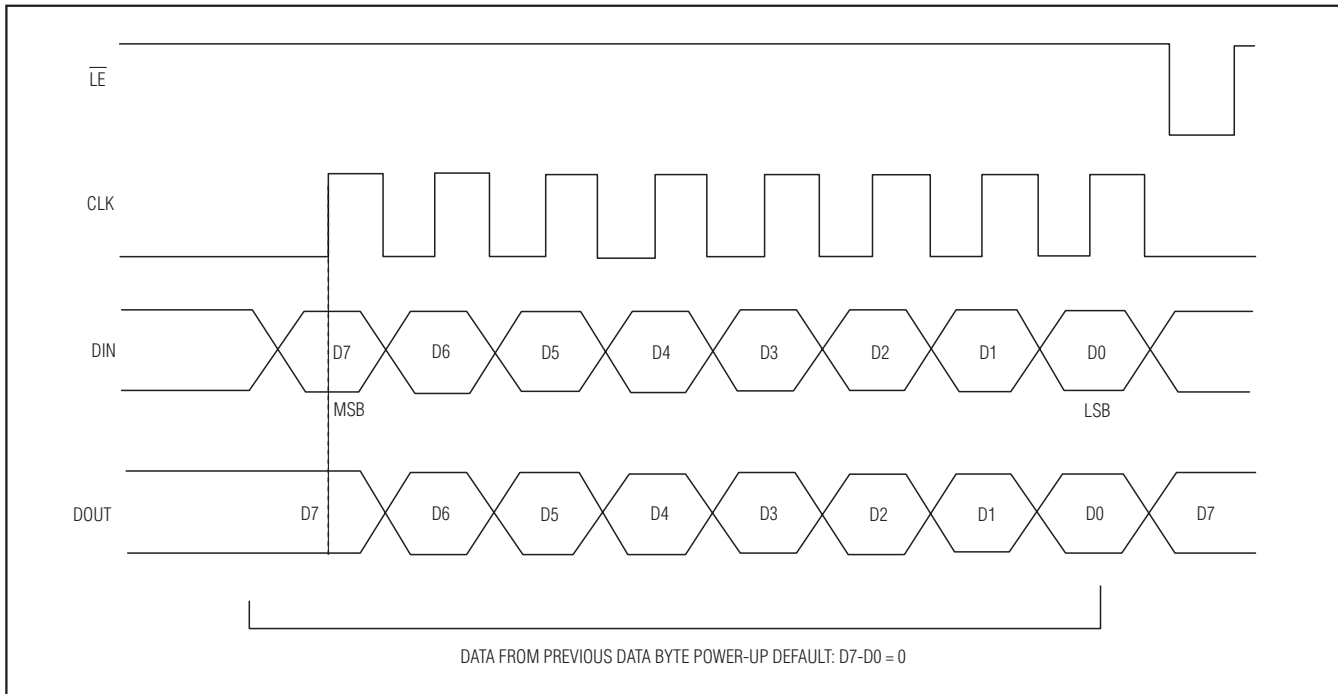 LE
CLK
DIN
D7 D6 D5 D4 D3 D2 D1 D0
MSB LSB
DOUT
D7 D6 D5 D4 D3 D2 D1 D0 D7
DATA FROM PREVIOUS DATA BYTE POWER-UP DEFAULT: D7-D0 = 0